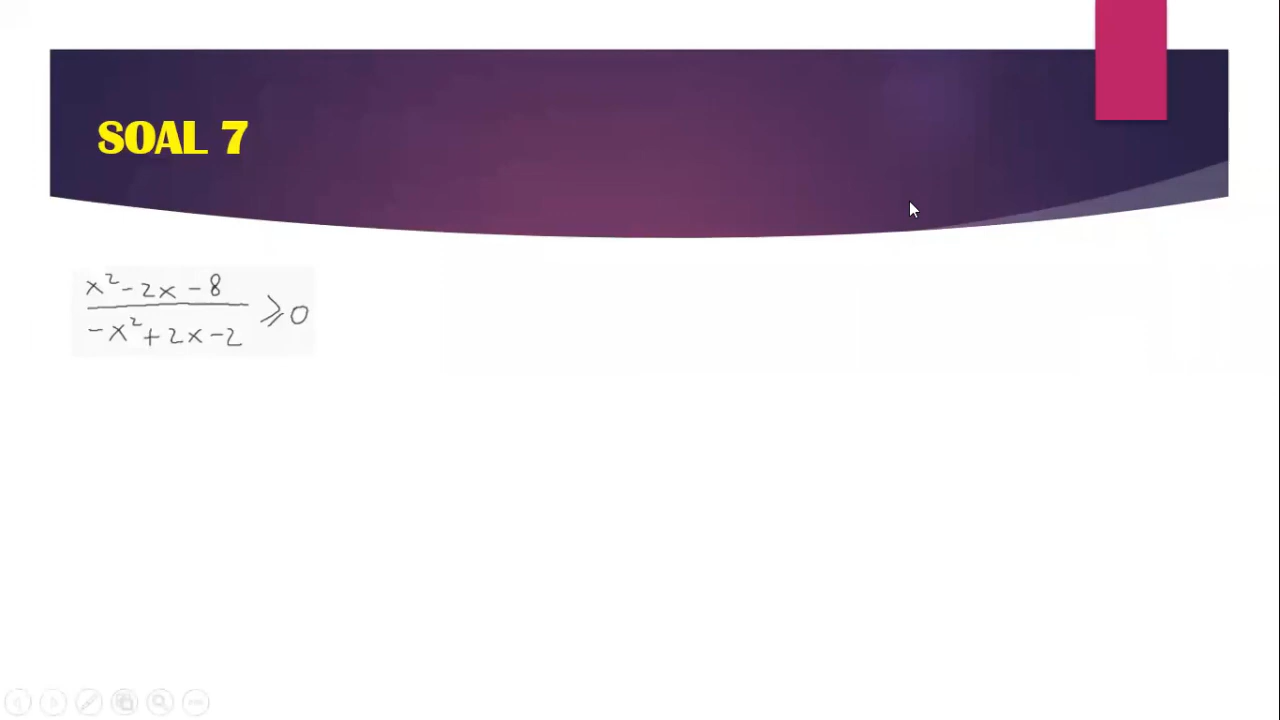 SOAL 7
x² - 2x - 8
-x² + 2x - 2
≥ 0